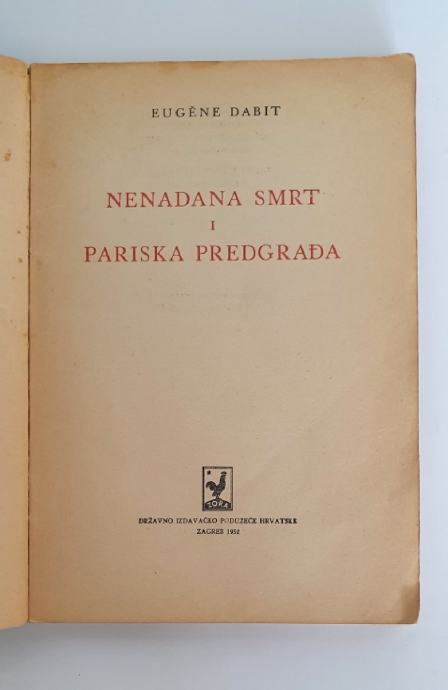 EUGÈNE DABIT
NENADANA SMRT
I
PARISKA PREDGRAĐA
ZORA
DRŽAVNO IZDAVAČKO PODUZEĆE HRVATSKE
ZAGREB 1952